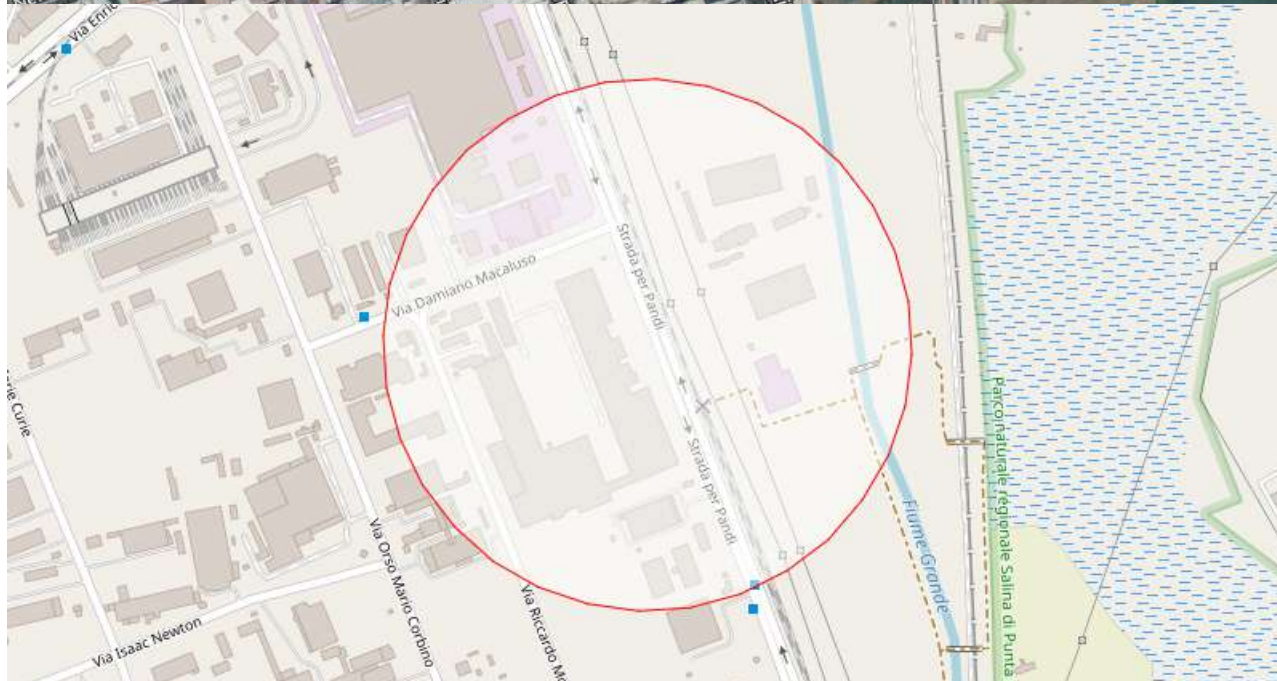 Via Enric
Via Damiano Macaluso
Strada per Pandi
Strada per Pandi
arie Curie
Via Orso Mario Corbino
Via Isaac Newton
Via Riccardo Mo
Fiume Grande
Parco naturale regionale Salina di Punta